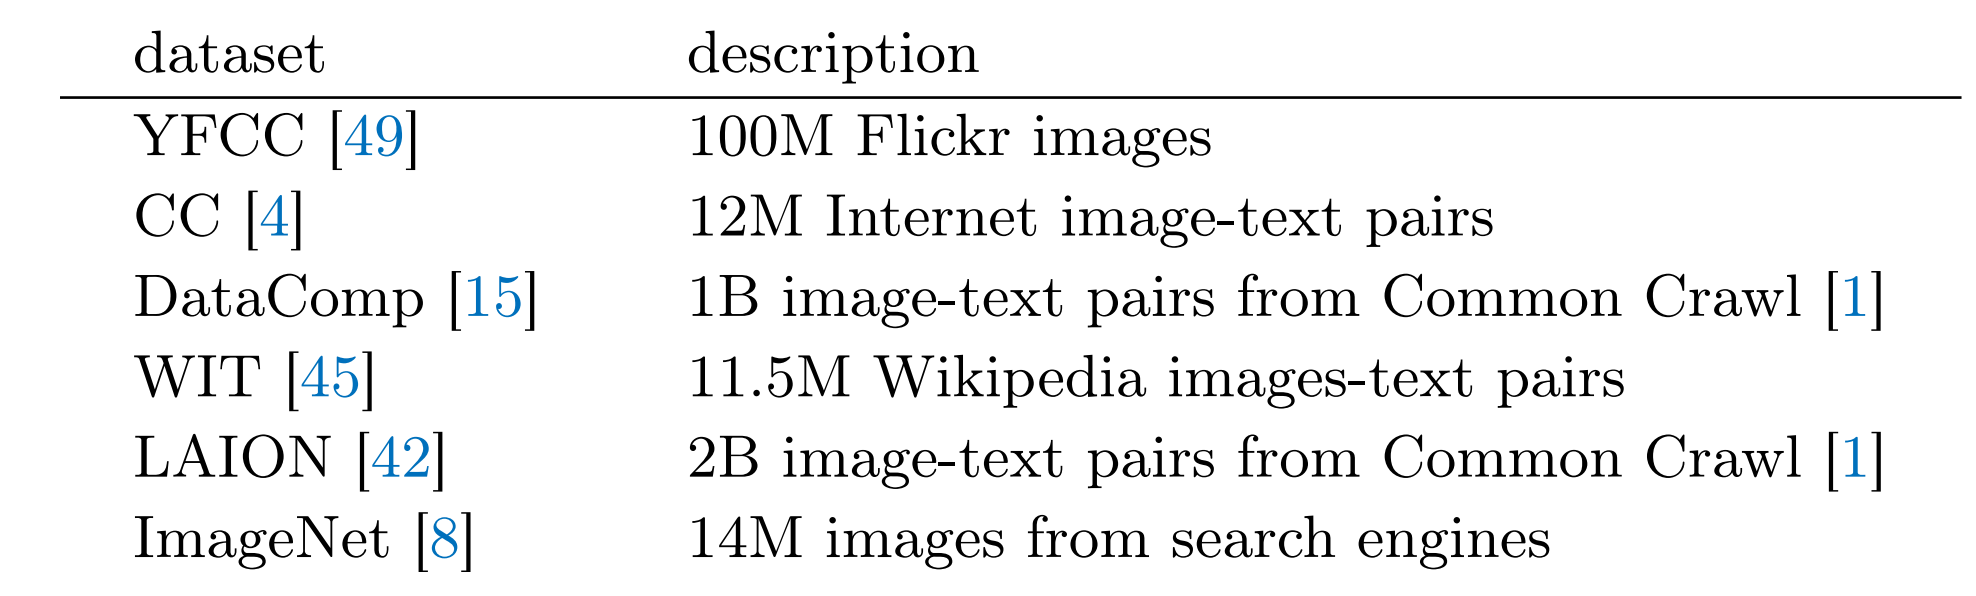 dataset description
YFCC [49] 100M Flickr images
CC [4] 12M Internet image-text pairs
DataComp [15] 1B image-text pairs from Common Crawl [1]
WIT [45] 11.5M Wikipedia images-text pairs
LAION [42] 2B image-text pairs from Common Crawl [1]
ImageNet [8] 14M images from search engines